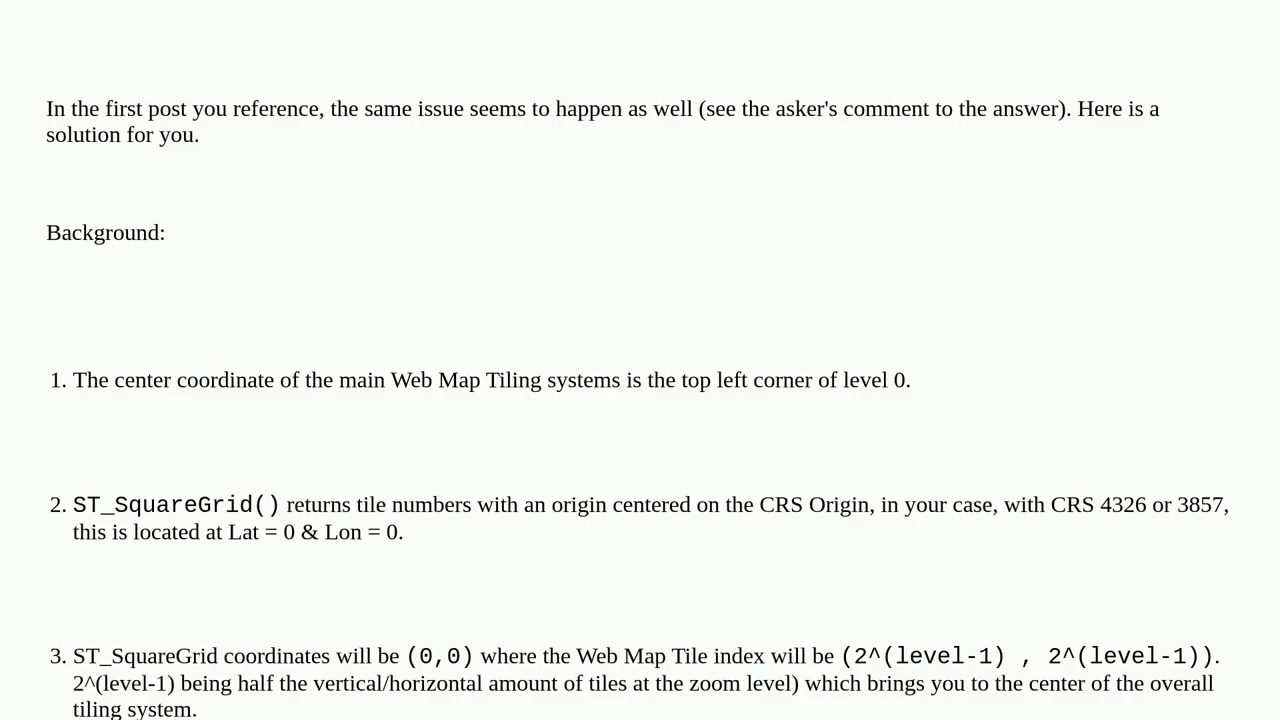 In the first post you reference, the same issue seems to happen as well (see the asker's comment to the answer). Here is a
solution for you.
Background:
1. The center coordinate of the main Web Map Tiling systems is the top left corner of level 0.
2. ST_SquareGrid() returns tile numbers with an origin centered on the CRS Origin, in your case, with CRS 4326 or 3857,
this is located at Lat = 0 & Lon = 0.
3. ST_SquareGrid coordinates will be (0,0) where the Web Map Tile index will be (2^(level-1) , 2^(level-1)).
2^(level-1) being half the vertical/horizontal amount of tiles at the zoom level) which brings you to the center of the overall
tiling system.